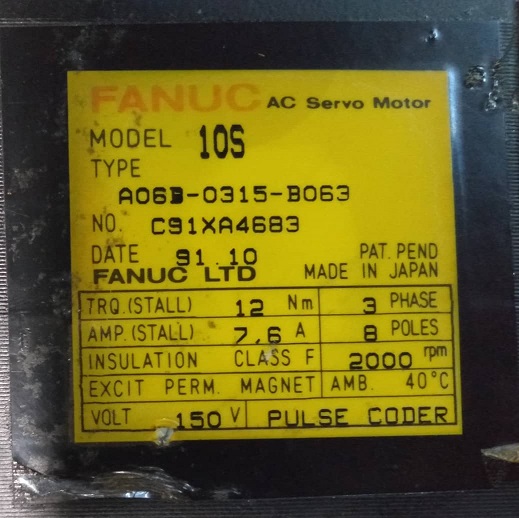 FANUC AC Servo Motor
MODEL 10S
TYPE
A06B-0315-B063
NO. C91XA4683
DATE 91.10 PAT. PEND
FANUC LTD MADE IN JAPAN
TRQ.(STALL) 12 Nm 3 PHASE
AMP.(STALL) 7,6 A 8 POLES
INSULATION CLASS F 2000 rpm
EXCIT PERM. MAGNET AMB. 40°C
VOLT 150 V PULSE CODER